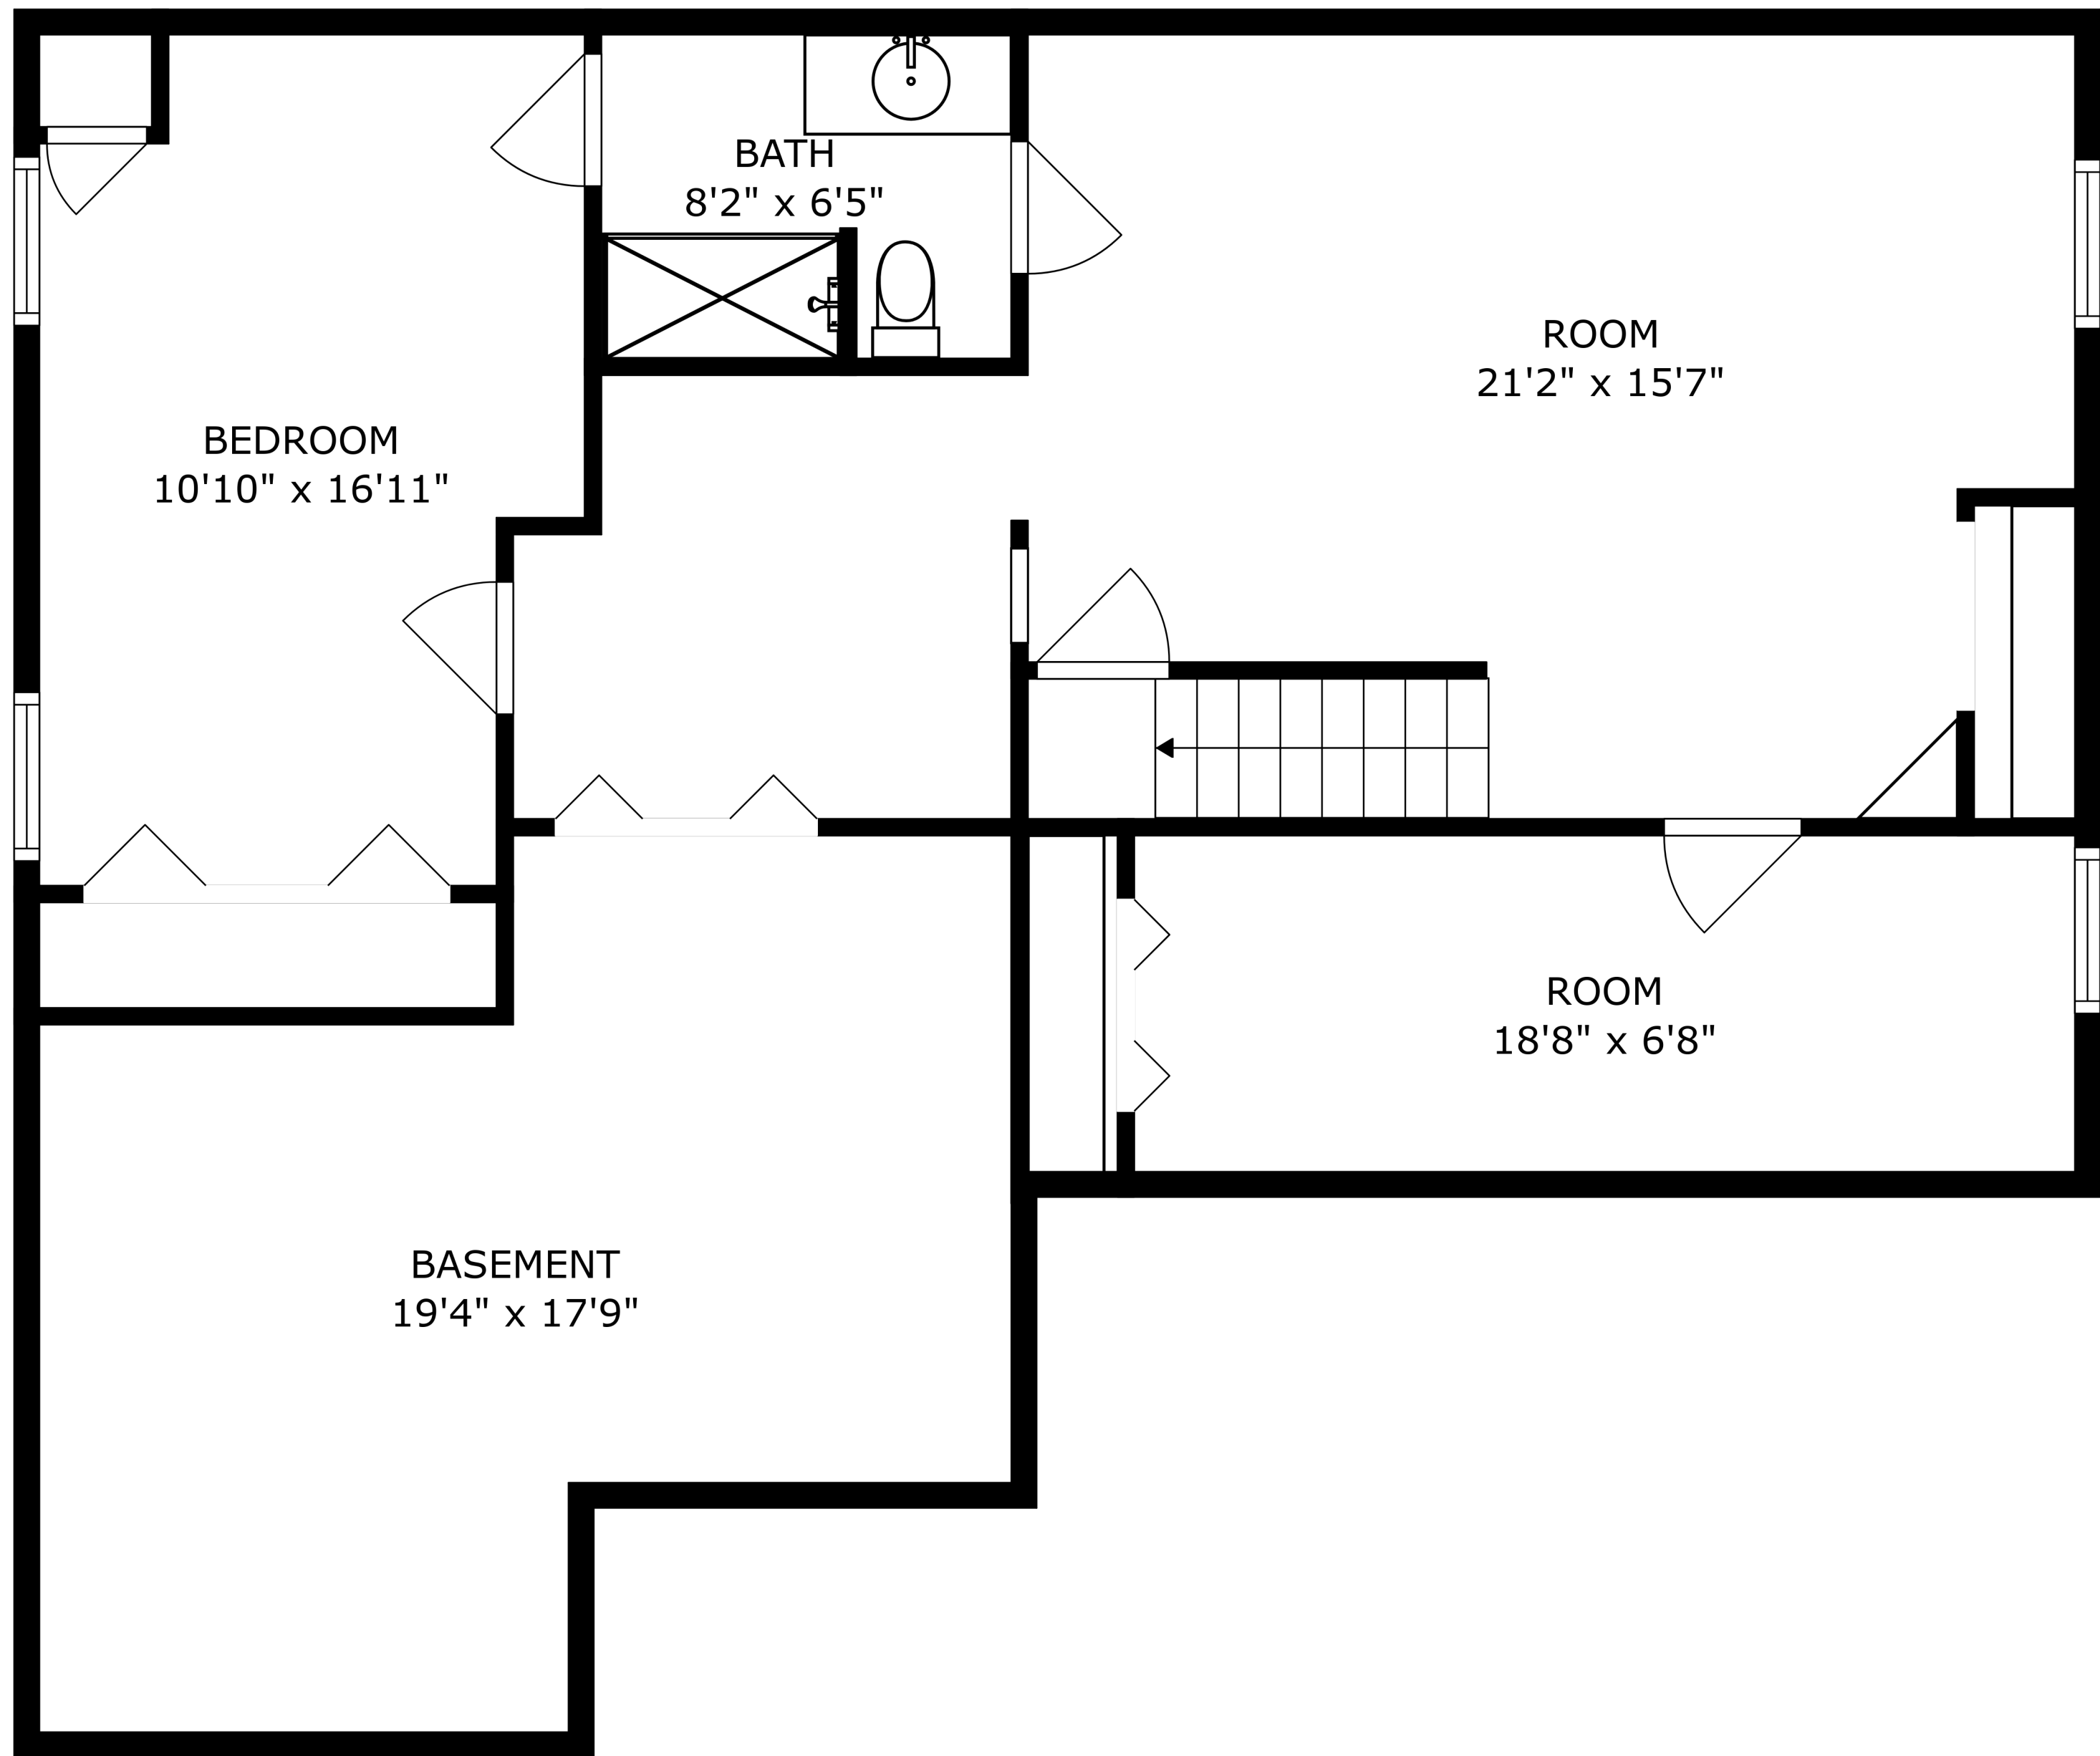 BATH
8'2" x 6'5"
ROOM
21'2" x 15'7"
BEDROOM
10'10" x 16'11"
ROOM
18'8" x 6'8"
BASEMENT
19'4" x 17'9"